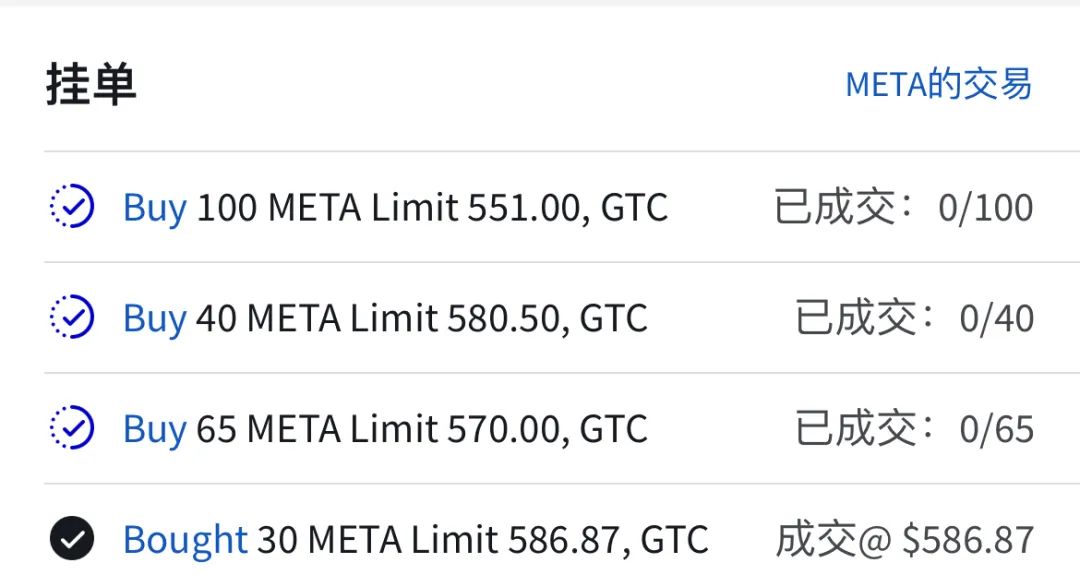 挂单
META的交易
Buy 100 META Limit 551.00, GTC 已成交：0/100
Buy 40 META Limit 580.50, GTC 已成交：0/40
Buy 65 META Limit 570.00, GTC 已成交：0/65
Bought 30 META Limit 586.87, GTC 成交@ $586.87